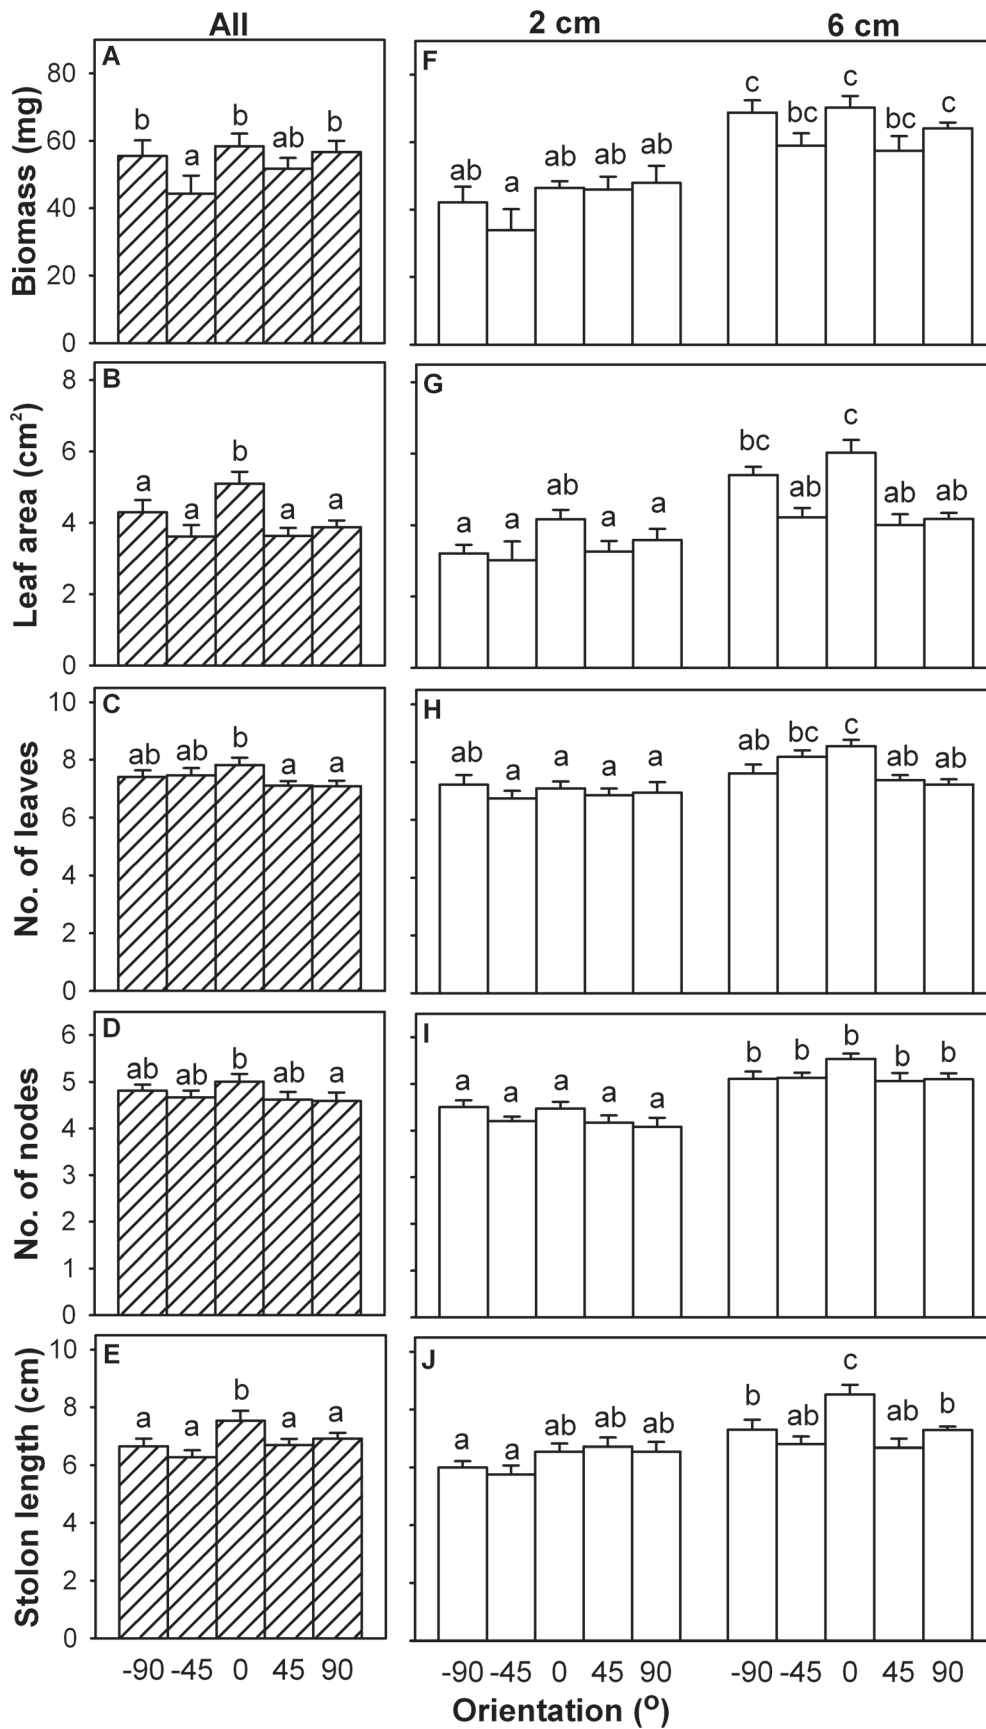 All 2 cm 6 cm
A
F
Biomass (mg)
80
60
40
20
0
b a b ab b
ab a ab ab ab
c bc c bc c
B
G
Leaf area (cm²)
8
6
4
2
0
a a b a a
a a ab a a
bc ab c ab ab
C
H
No. of leaves
10
8
6
4
2
0
ab ab b a a
ab a a a a
ab bc c ab ab
D
I
No. of nodes
6
5
4
3
2
1
0
ab ab b ab a
a a a a a
b b b b b
E
J
Stolon length (cm)
10
8
6
4
2
0
a a b a a
a a ab ab ab
b ab c ab b
-90 -45 0 45 90 -90 -45 0 45 90 -90 -45 0 45 90
Orientation (º)